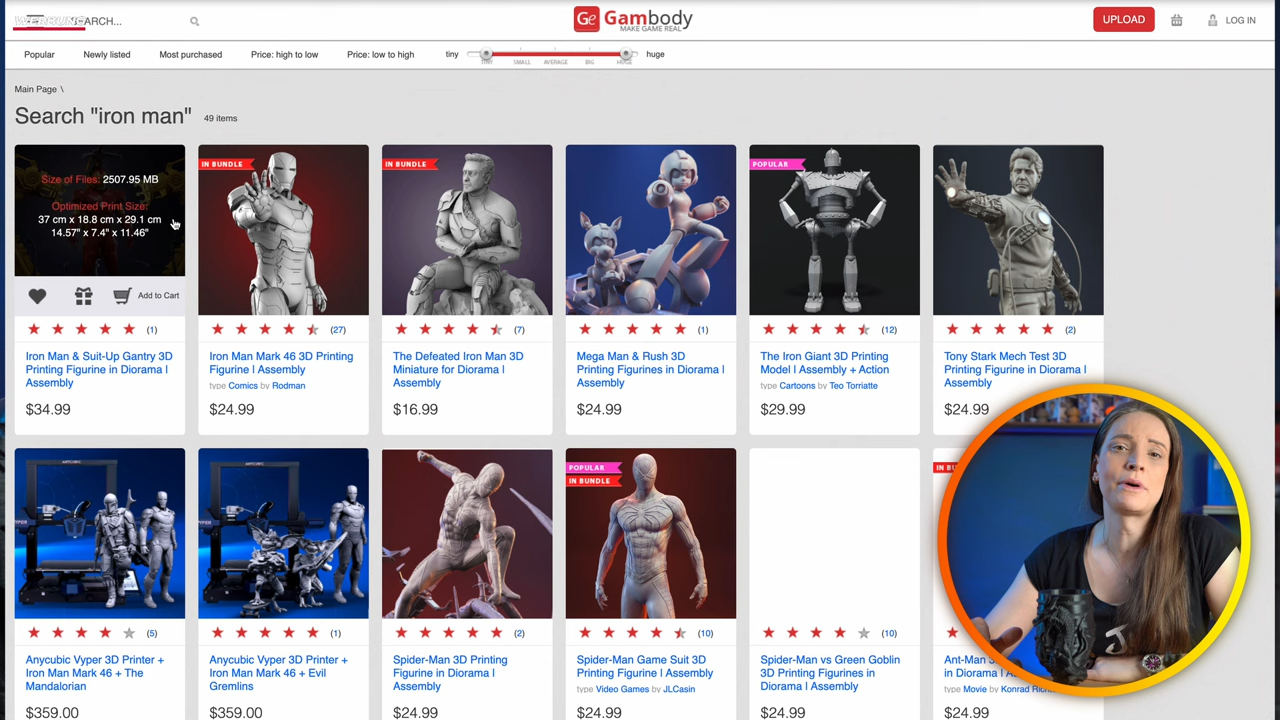 WERBUNG
SEARCH...
Ge Gambody
MAKE GAME REAL
UPLOAD
LOG IN
Popular
Newly listed
Most purchased
Price: high to low
Price: low to high
tiny
TINY
SMALL
AVERAGE
BIG
HUGE
huge
Main Page \
Search "iron man"
49 items
Size of Files: 2507.95 MB
Optimized Print Size:
37 cm x 18.8 cm x 29.1 cm
14.57" x 7.4" x 11.46"
Add to Cart
(1)
Iron Man & Suit-Up Gantry 3D
Printing Figurine in Diorama |
Assembly
$34.99
IN BUNDLE
(27)
Iron Man Mark 46 3D Printing
Figurine | Assembly
type Comics by Rodman
$24.99
IN BUNDLE
(7)
The Defeated Iron Man 3D
Miniature for Diorama |
Assembly
$16.99
(1)
Mega Man & Rush 3D
Printing Figurines in Diorama |
Assembly
$24.99
POPULAR
(12)
The Iron Giant 3D Printing
Model | Assembly + Action
type Cartoons by Teo Torriatte
$29.99
(2)
Tony Stark Mech Test 3D
Printing Figurine in Diorama |
Assembly
$24.99
(5)
Anycubic Vyper 3D Printer +
Iron Man Mark 46 + The
Mandalorian
$359.00
(1)
Anycubic Vyper 3D Printer +
Iron Man Mark 46 + Evil
Gremlins
$359.00
(2)
Spider-Man 3D Printing
Figurine in Diorama |
Assembly
$24.99
POPULAR
IN BUNDLE
(10)
Spider-Man Game Suit 3D
Printing Figurine | Assembly
type Video Games by JLCasin
$24.99
(10)
Spider-Man vs Green Goblin
3D Printing Figurines in
Diorama | Assembly
$24.99
IN
Ant-Man
in Diorama
type Movie by Konrad
$24.99